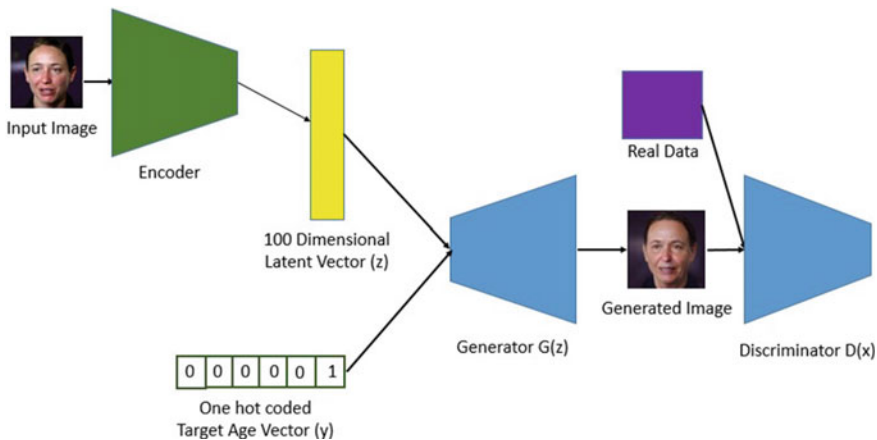 Input Image
Encoder
100 Dimensional
Latent Vector (z)
0 0 0 0 0 1
One hot coded
Target Age Vector (y)
Generator G(z)
Generated Image
Real Data
Discriminator D(x)